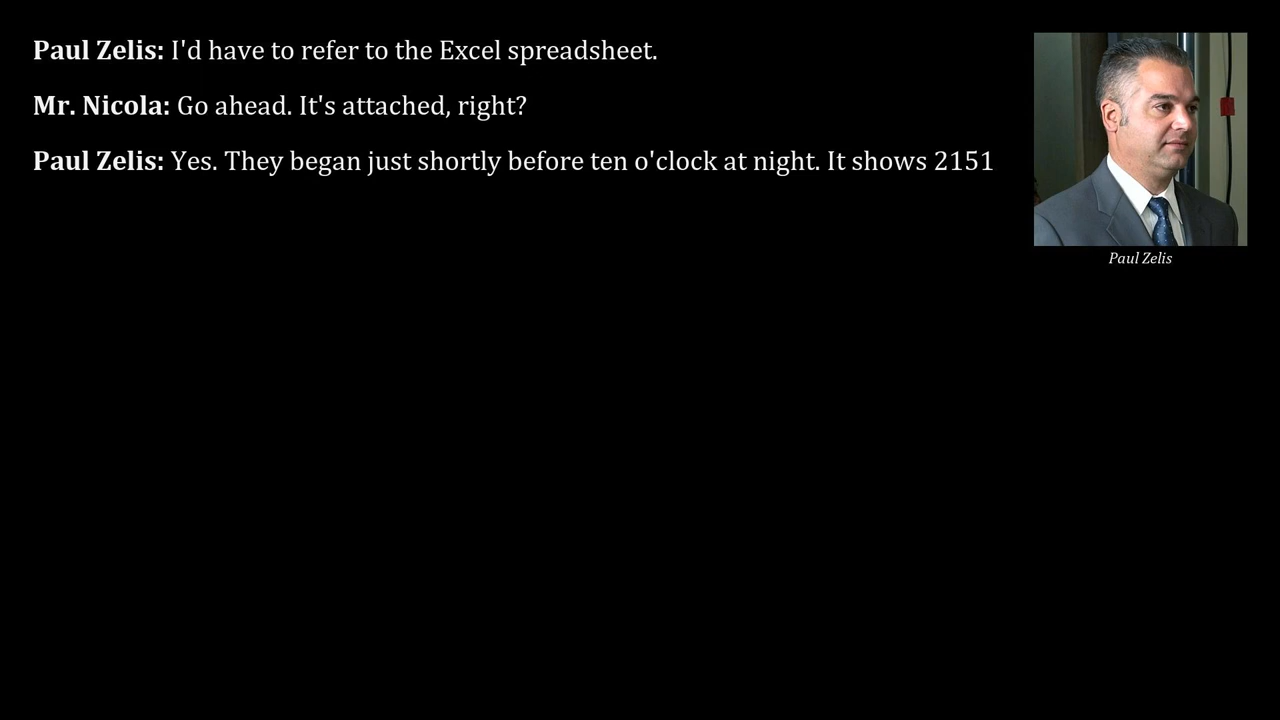 Paul Zelis: I'd have to refer to the Excel spreadsheet.
Mr. Nicola: Go ahead. It's attached, right?
Paul Zelis: Yes. They began just shortly before ten o'clock at night. It shows 2151
Paul Zelis